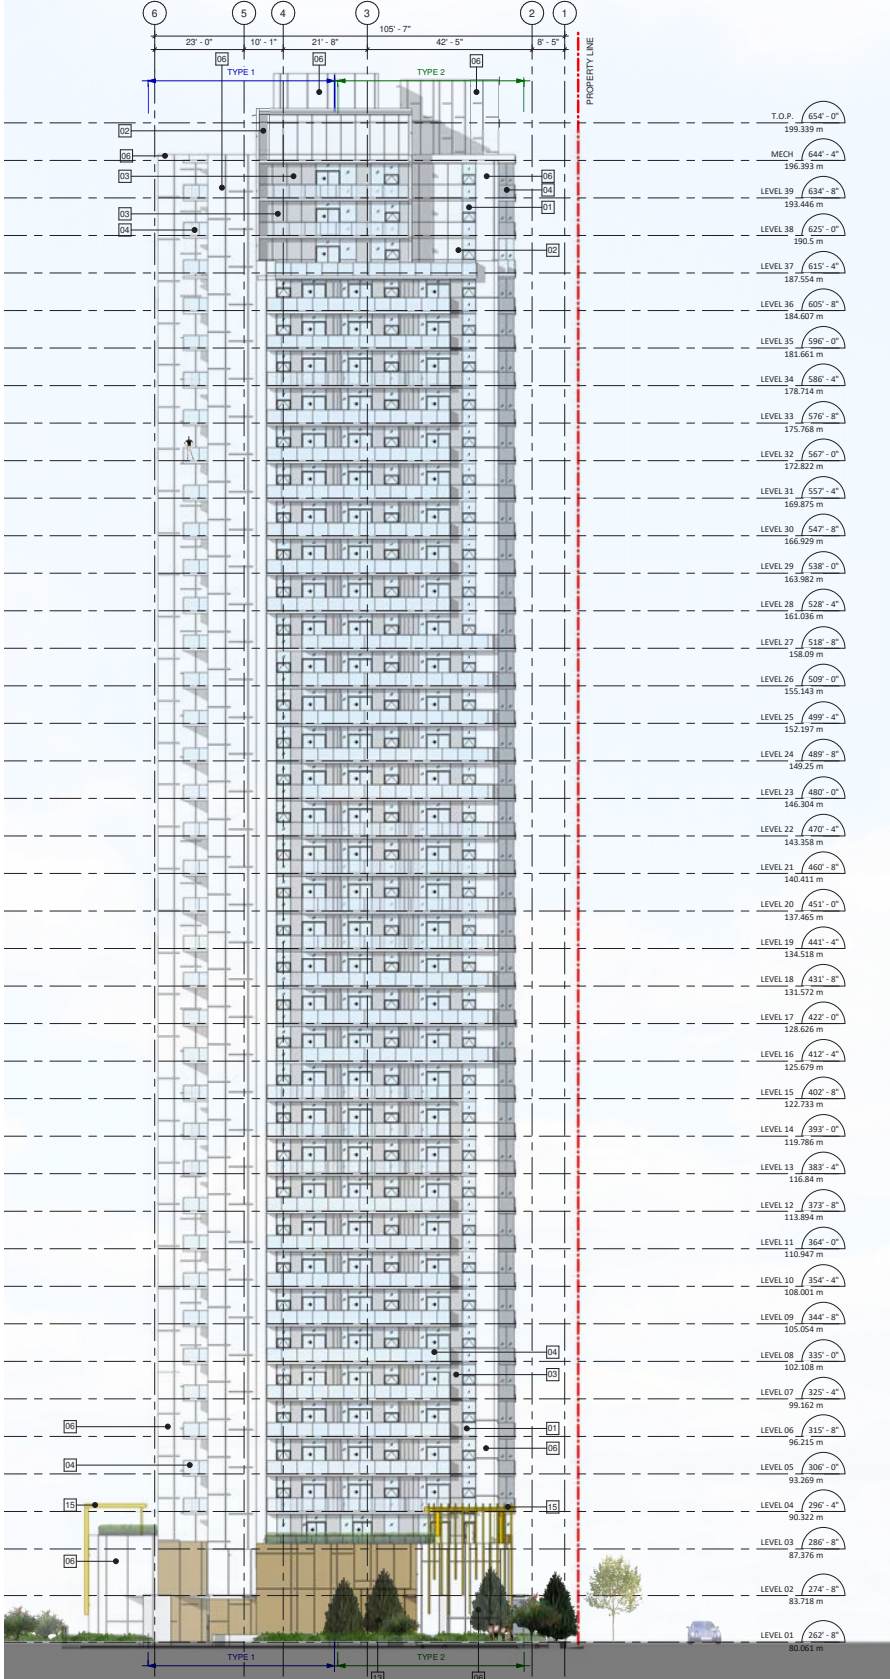 6 5 4 3 2 1
105' - 7"
23' - 0" 10' - 1" 21' - 8" 42' - 5" 8' - 5"
PROPERTY LINE
06 06 06
TYPE 1 TYPE 2
T.O.P. 654' - 0"
199.339 m
02
06
MECH 644' - 4"
196.393 m
03 06
04
LEVEL 39 634' - 8"
193.446 m
01
03
04
LEVEL 38 625' - 0"
190.5 m
02
LEVEL 37 615' - 4"
187.554 m
LEVEL 36 605' - 8"
184.607 m
LEVEL 35 596' - 0"
181.661 m
LEVEL 34 586' - 4"
178.714 m
LEVEL 33 576' - 8"
175.768 m
LEVEL 32 567' - 0"
172.822 m
LEVEL 31 557' - 4"
169.875 m
LEVEL 30 547' - 8"
166.929 m
LEVEL 29 538' - 0"
163.982 m
LEVEL 28 528' - 4"
161.036 m
LEVEL 27 518' - 8"
158.09 m
LEVEL 26 509' - 0"
155.143 m
LEVEL 25 499' - 4"
152.197 m
LEVEL 24 489' - 8"
149.25 m
LEVEL 23 480' - 0"
146.304 m
LEVEL 22 470' - 4"
143.358 m
LEVEL 21 460' - 8"
140.411 m
LEVEL 20 451' - 0"
137.465 m
LEVEL 19 441' - 4"
134.518 m
LEVEL 18 431' - 8"
131.572 m
LEVEL 17 422' - 0"
128.626 m
LEVEL 16 412' - 4"
125.679 m
LEVEL 15 402' - 8"
122.733 m
LEVEL 14 393' - 0"
119.786 m
LEVEL 13 383' - 4"
116.84 m
LEVEL 12 373' - 8"
113.894 m
LEVEL 11 364' - 0"
110.947 m
LEVEL 10 354' - 4"
108.001 m
LEVEL 09 344' - 8"
105.054 m
04
LEVEL 08 335' - 0"
102.108 m
03
LEVEL 07 325' - 4"
99.162 m
06 01
LEVEL 06 315' - 8"
96.215 m
06
04
LEVEL 05 306' - 0"
93.269 m
15 15
LEVEL 04 296' - 4"
90.322 m
LEVEL 03 286' - 8"
87.376 m
06
LEVEL 02 274' - 8"
83.718 m
LEVEL 01 262' - 8"
80.061 m
TYPE 1 TYPE 2
13 06